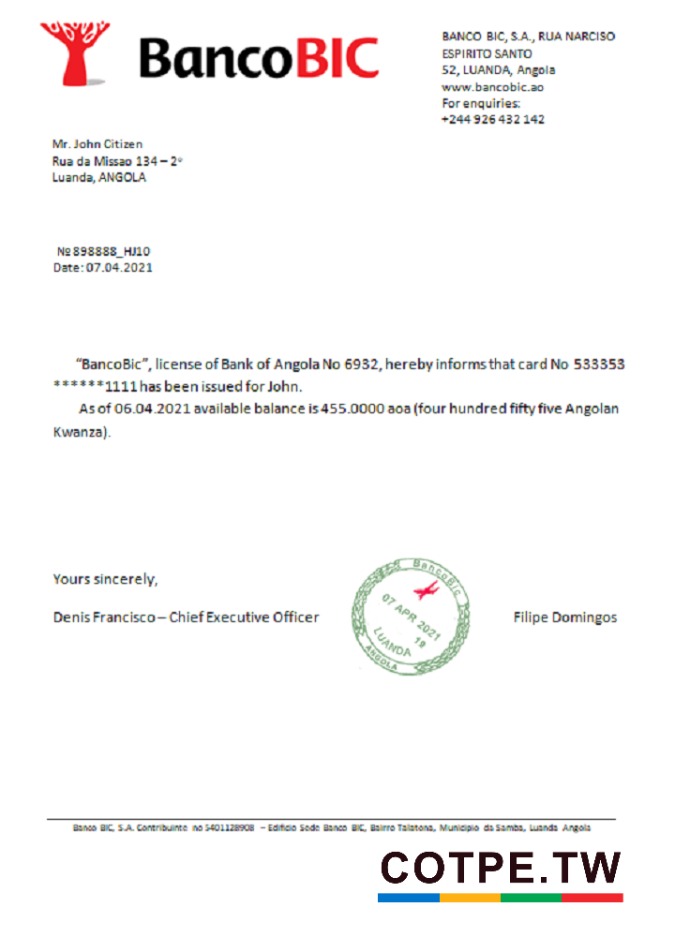 BancoBIC
BANCO BIC, S.A., RUA NARCISO
ESPIRITO SANTO
52, LUANDA, Angola
www.bancobic.ao
For enquiries:
+244 926 432 142
Mr. John Citizen
Rua da Missao 134 – 2º
Luanda, ANGOLA
№ 898888_HJ10
Date: 07.04.2021
“BancoBic”, license of Bank of Angola No 6932, hereby informs that card No 533353
******1111 has been issued for John.
As of 06.04.2021 available balance is 455.0000 aoa (four hundred fifty five Angolan
Kwanza).
Yours sincerely,
Denis Francisco – Chief Executive Officer
BancoBic
07 APR 2021
19
LUANDA
ANGOLA
Filipe Domingos
Banco BIC, S.A. Contribuinte no 5401128908 – Edificio Sede Banco BIC, Bairro Talatona, Municipio da Samba, Luanda Angola
COTPE.TW